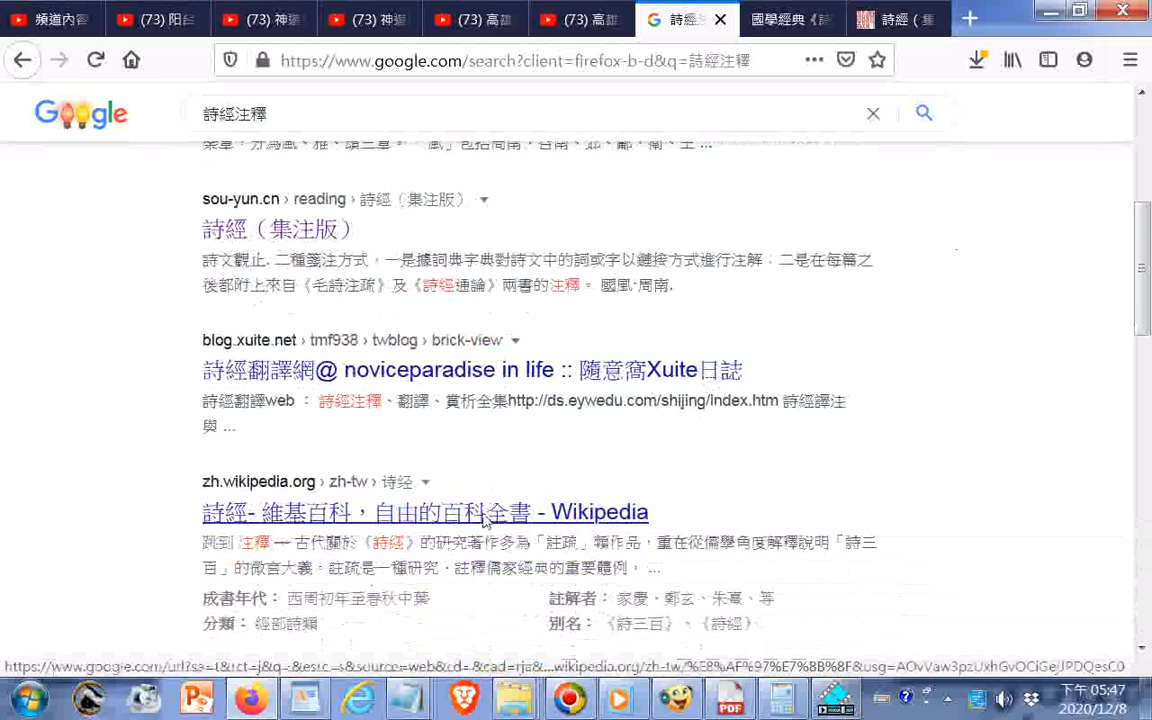 (73) 阳台
(73) 神遊
(73) 神遊
(73) 高雄
(73) 高雄
國學經典《詩
詩經（集
https://www.google.com/search?client=firefox-b-d&q=詩經注釋
Google
詩經注釋
sou-yun.cn › reading › 詩經（集注版）
詩經（集注版）
詩文觀止. 二種箋注方式，一是據詞典字典對詩文中的詞或字以鏈接方式進行注解；二是在每篇之
後都附上來自《毛詩注疏》及《詩經通論》兩書的注釋。 國風·周南.
blog.xuite.net › tmf938 › twblog › brick-view
詩經翻譯網@ noviceparadise in life :: 隨意窩Xuite日誌
詩經翻譯web ： 詩經注釋、翻譯、賞析全集http://ds.eywedu.com/shijing/index.htm 詩經譯注
與 ...
zh.wikipedia.org › zh-tw › 诗经
詩經- 維基百科，自由的百科全書 - Wikipedia
跳到 注釋 — 古代關於《詩經》的研究著作多為「註疏」類作品，重在從儒學角度解釋說明「詩三
百」的微言大義。註疏是一種研究、註釋儒家經典的重要體例， ...
成書年代： 西周初年至春秋中葉
註解者：鄭玄、朱熹、等
分類： 經部詩類
別名： 《詩三百》、《詩經》
下午 05:47
2020/12/8